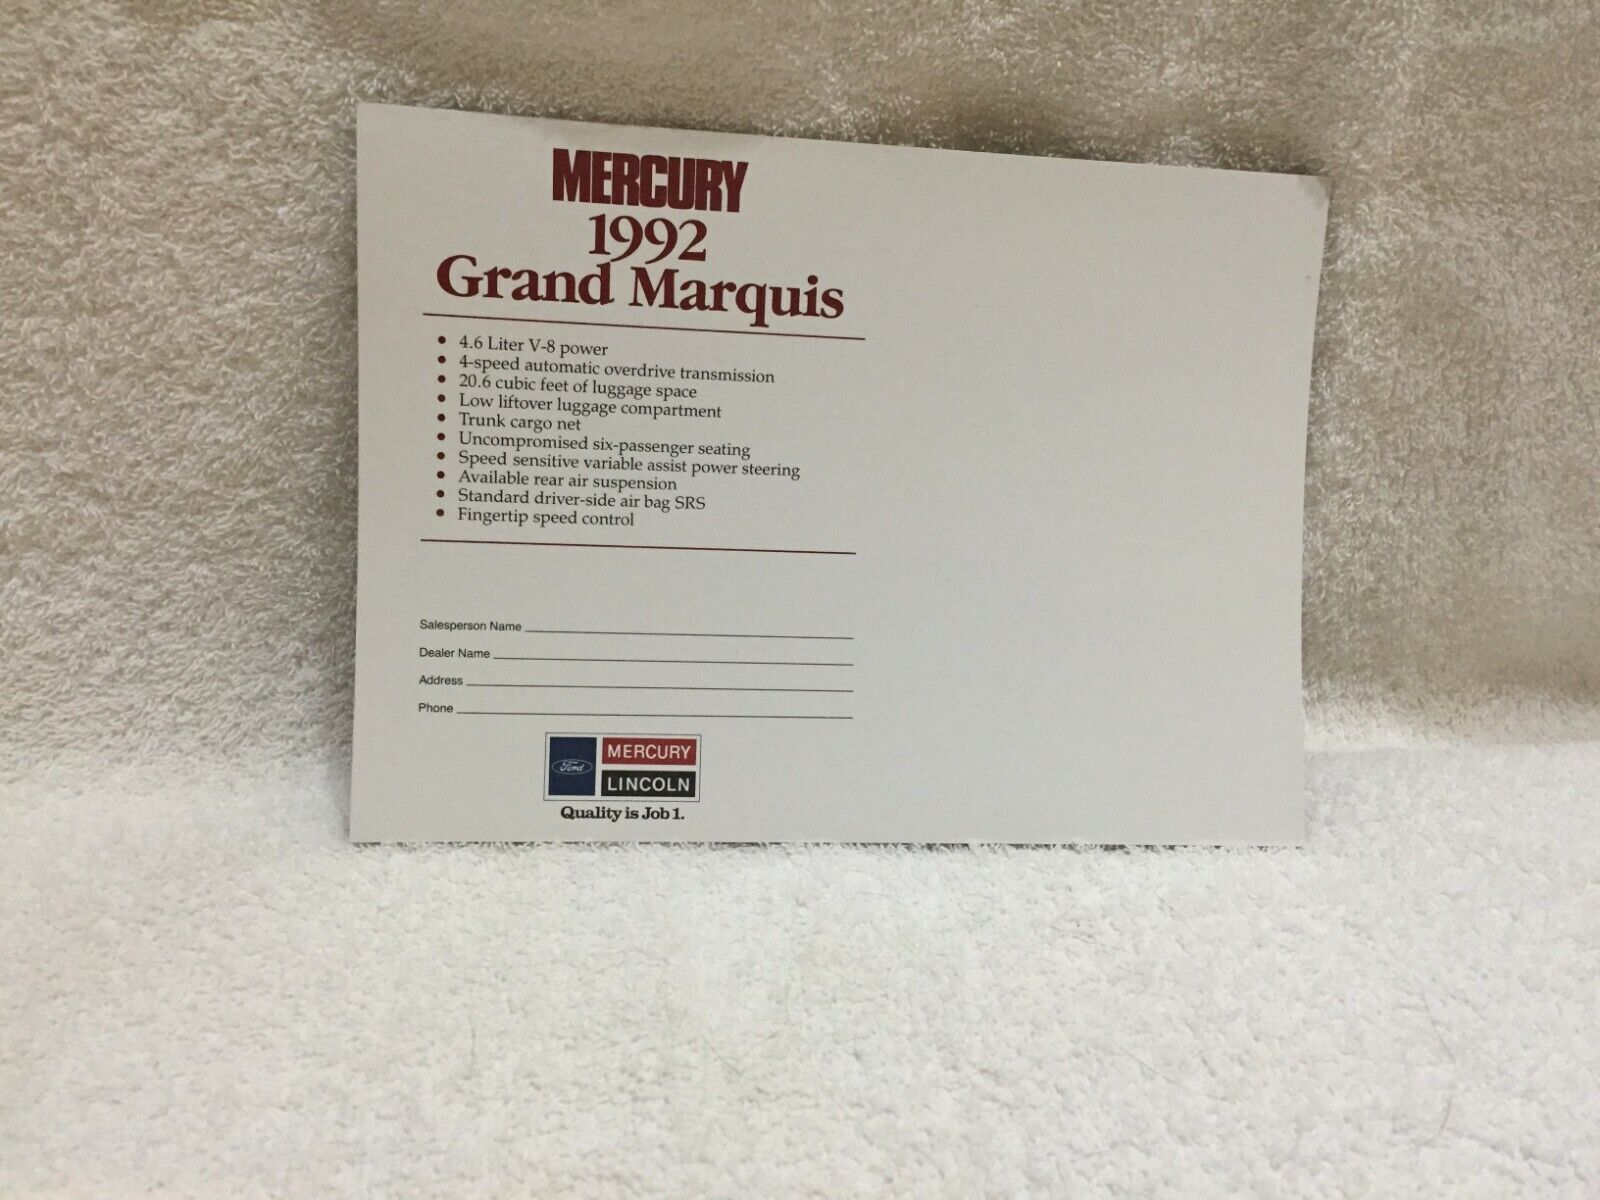 MERCURY
1992
Grand Marquis
• 4.6 Liter V-8 power
• 4-speed automatic overdrive transmission
• 20.6 cubic feet of luggage space
• Low liftover luggage compartment
• Trunk cargo net
• Uncompromised six-passenger seating
• Speed sensitive variable assist power steering
• Available rear air suspension
• Standard driver-side air bag SRS
• Fingertip speed control
Salesperson Name
Dealer Name
Address
Phone
Ford
MERCURY
LINCOLN
Quality is Job 1.